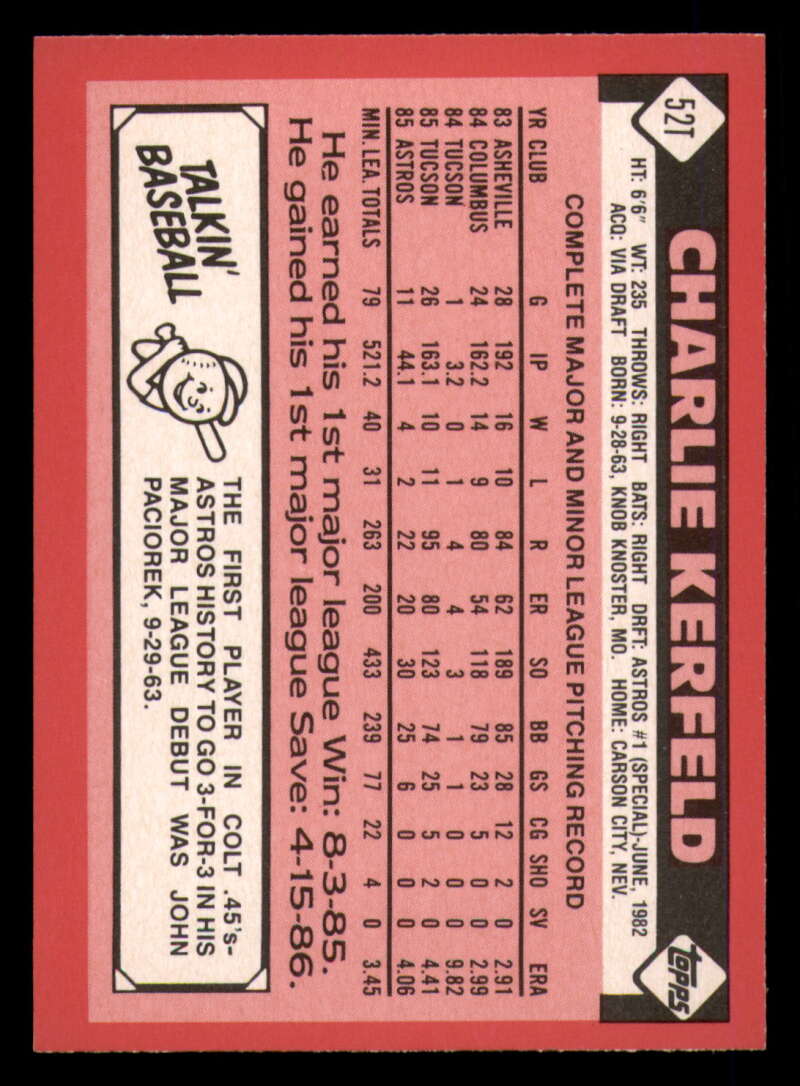 52T
CHARLIE KERFELD
topps
HT: 6'6" WT: 235 THROWS: RIGHT BATS: RIGHT DRFT: ASTROS #1 (SPECIAL)-JUNE, 1982
ACQ: VIA DRAFT BORN: 9-28-63, KNOB KNOSTER, MO. HOME: CARSON CITY, NEV.
COMPLETE MAJOR AND MINOR LEAGUE PITCHING RECORD
YR CLUB G IP W L R ER SO BB GS CG SHO SV ERA
83 ASHEVILLE 28 192 16 10 84 62 189 85 28 12 2 0 2.91
84 COLUMBUS 24 162.2 14 9 80 54 118 79 23 5 0 0 2.99
84 TUCSON 1 3.2 0 1 4 4 3 1 1 0 0 0 9.82
85 TUCSON 26 163.1 10 11 95 80 123 74 25 5 2 0 4.41
85 ASTROS 11 44.1 4 2 22 20 30 25 6 0 0 0 4.06
MIN. LEA. TOTALS 79 521.2 40 31 263 200 433 239 77 22 4 0 3.45
He earned his 1st major league Win: 8-3-85.
He gained his 1st major league Save: 4-15-86.
TALKIN'
BASEBALL
THE FIRST PLAYER IN COLT .45's-
ASTROS HISTORY TO GO 3-FOR-3 IN HIS
MAJOR LEAGUE DEBUT WAS JOHN
PACIOREK, 9-29-63.